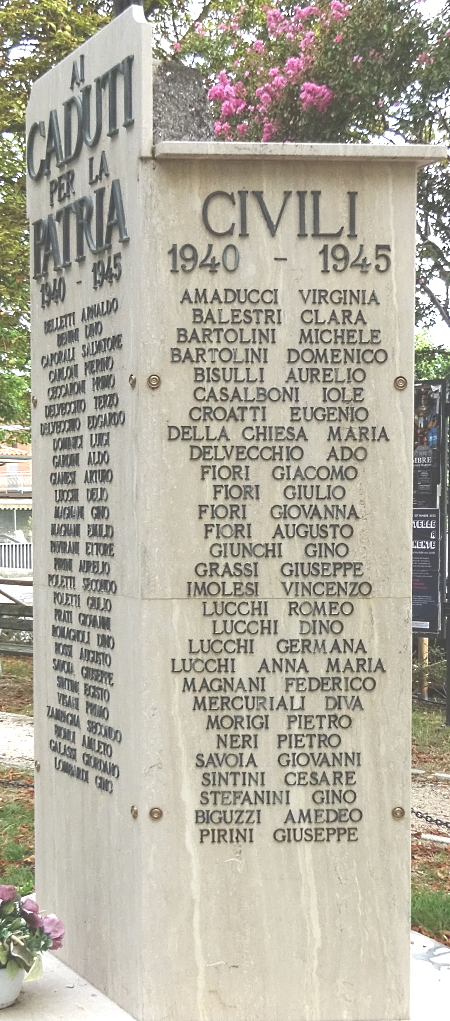 AI
CADUTI
PER LA
PATRIA
1940 - 1945
BELLETTI ARNALDO
BENINI DINO
CAPORALI SALVATORE
CARLONI PIERINO
CECCARONI PRIMO
DELVECCHIO TERZO
DELVECCHIO EDGARDO
DOMINICI LUIGI
GARDINI ALDO
GIANESI ARTURO
LUCCHI DELIO
MAGNANI GINO
MAGNANI EMILIO
PAVIRANI ETTORE
PIRINI AURELIO
POLETTI SECONDO
POLETTI GIULIO
PRATI GIOVANNI
ROMAGNOLI DINO
ROSSI AUGUSTO
SAVOIA GIUSEPPE
SINTINI EGISTO
VISANI PRIMO
ZAMAGNA SECONDO
BIONDI AMLETO
GALASSI GIORDANO
LOMBARDI GINO
CIVILI
1940 - 1945
AMADUCCI VIRGINIA
BALESTRI CLARA
BARTOLINI MICHELE
BARTOLINI DOMENICO
BISULLI AURELIO
CASALBONI IOLE
CROATTI EUGENIO
DELLA CHIESA MARIA
DELVECCHIO ADO
FIORI GIACOMO
FIORI GIULIO
FIORI GIOVANNA
FIORI AUGUSTO
GIUNCHI GINO
GRASSI GIUSEPPE
IMOLESI VINCENZO
LUCCHI ROMEO
LUCCHI DINO
LUCCHI GERMANA
LUCCHI ANNA MARIA
MAGNANI FEDERICO
MERCURIALI DIVA
MORIGI PIETRO
NERI PIETRO
SAVOIA GIOVANNI
SINTINI CESARE
STEFANINI GINO
BIGUZZI AMEDEO
PIRINI GIUSEPPE